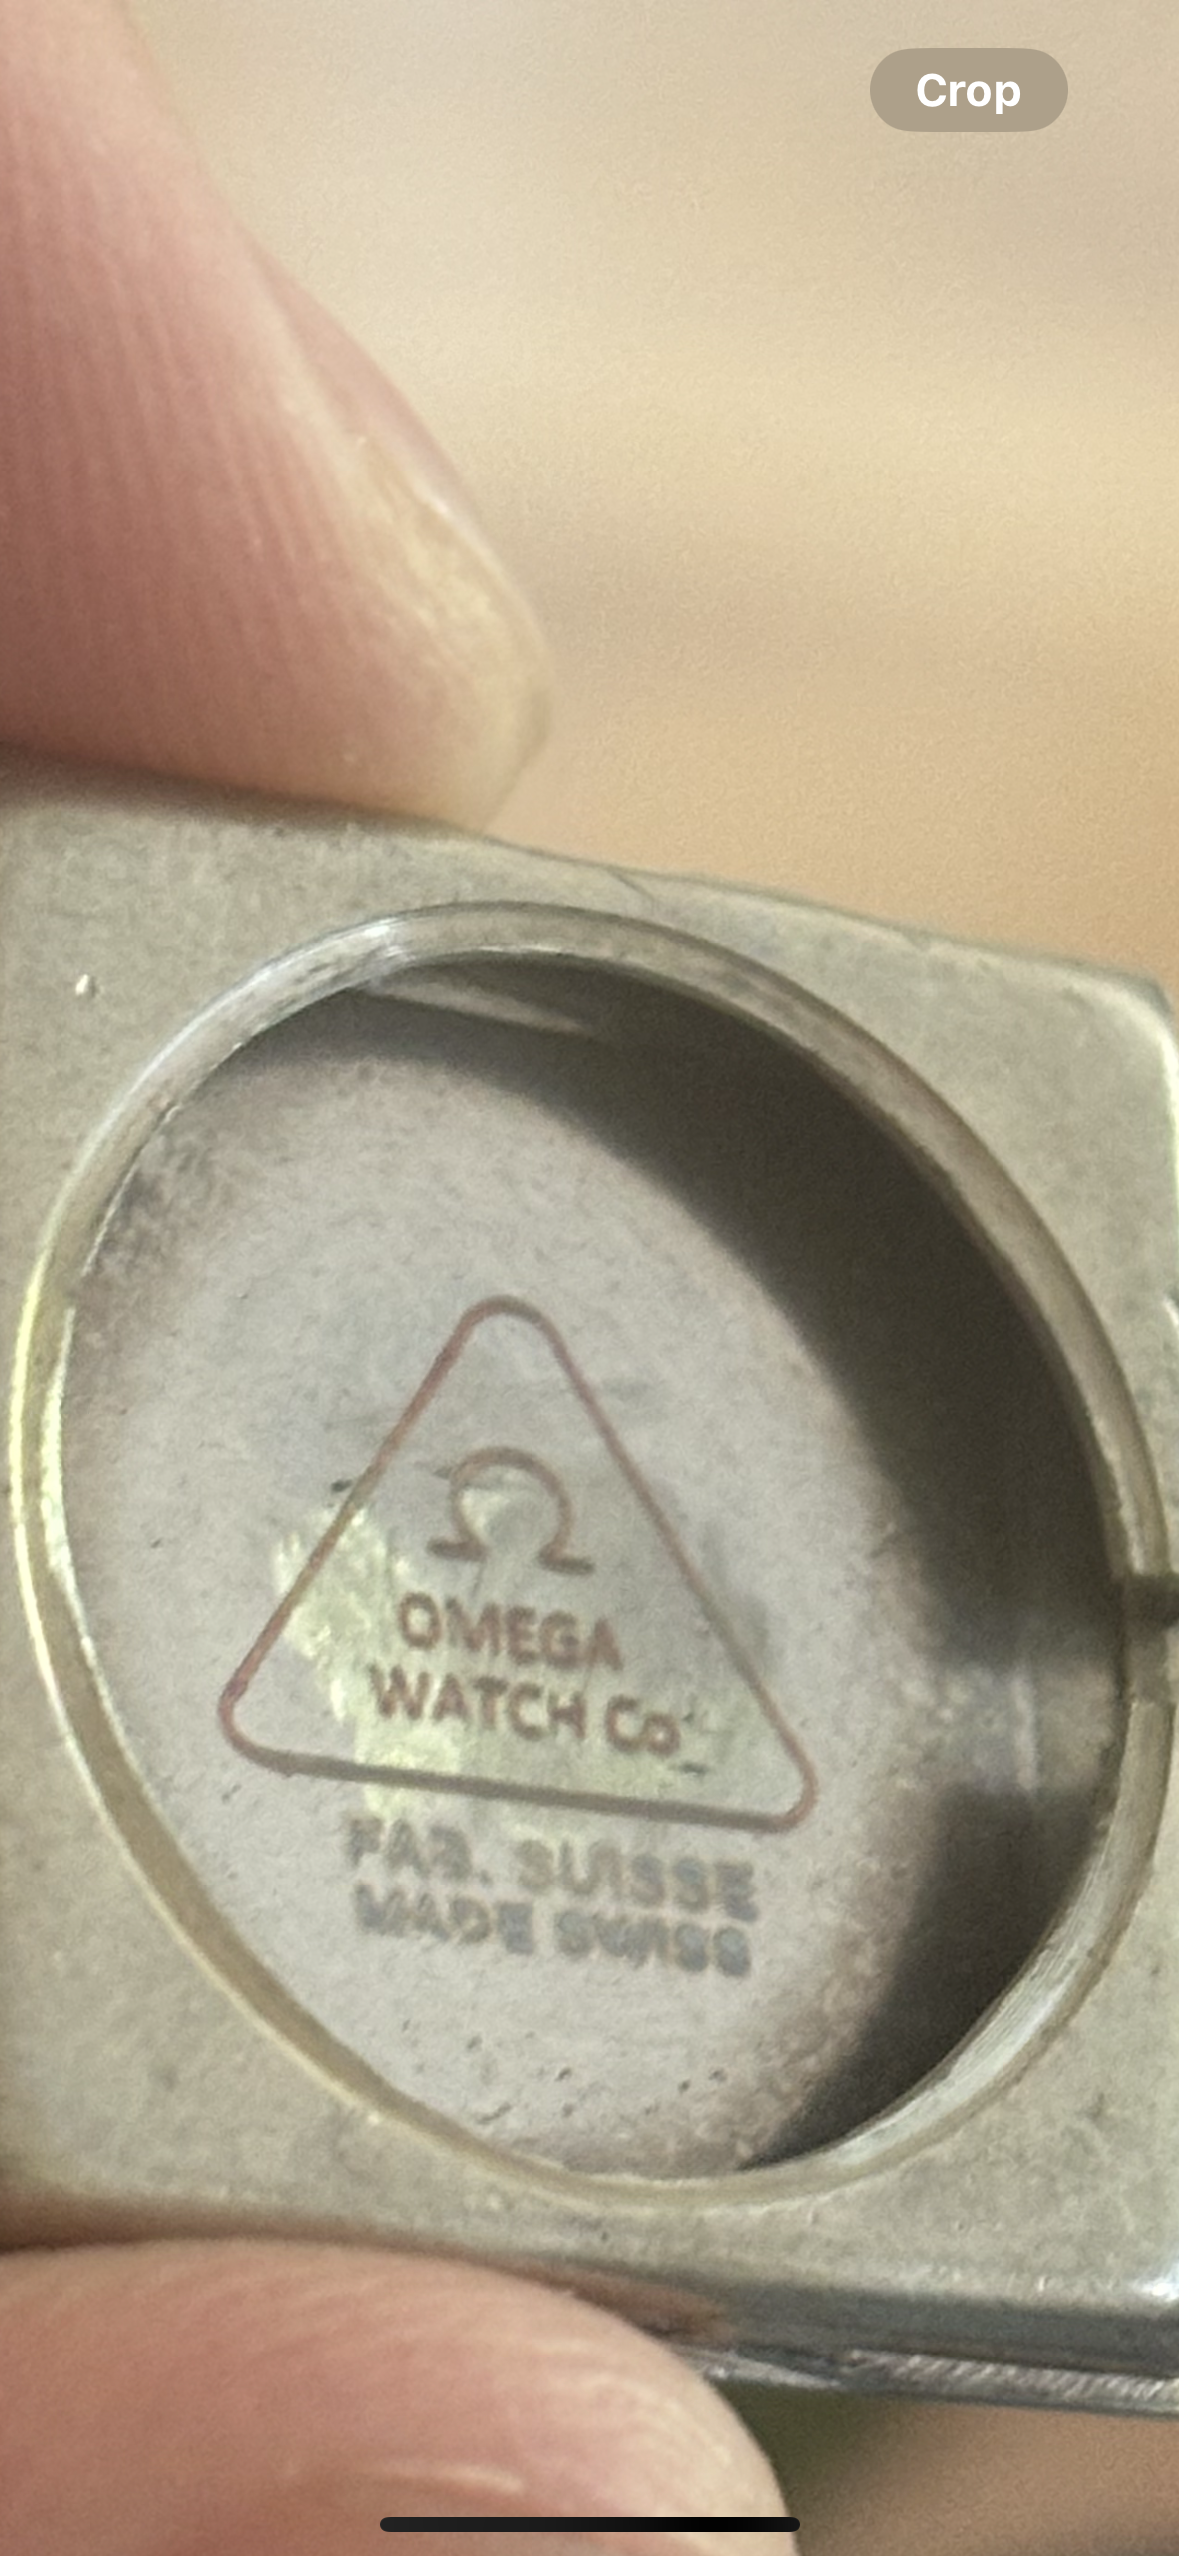 Crop
Ω
OMEGA
WATCH Co
FAB. SUISSE
MADE SWISS